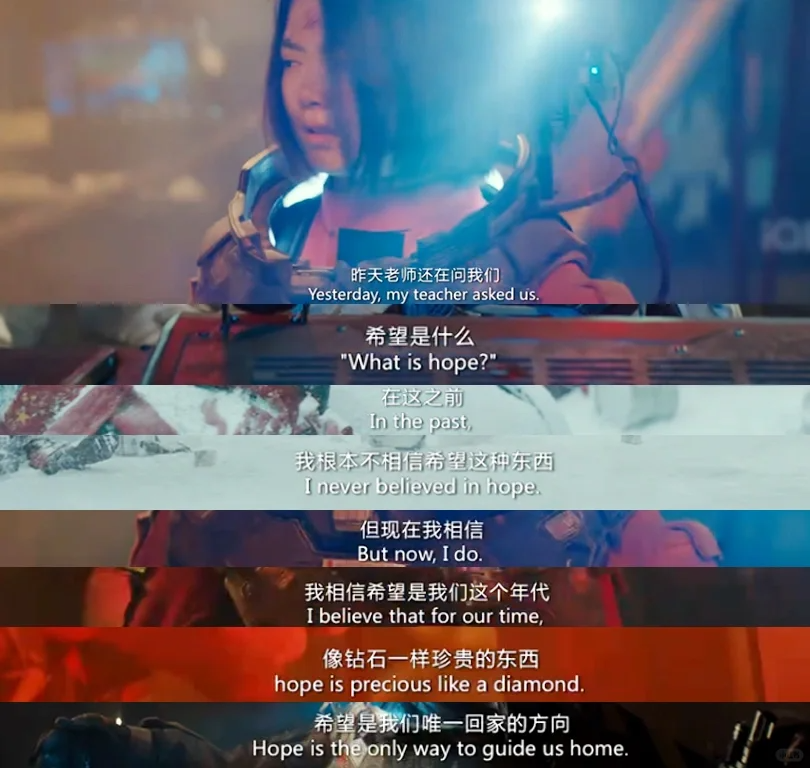 昨天老师还在问我们
Yesterday, my teacher asked us.
希望是什么
"What is hope?"
在这之前
In the past,
我根本不相信希望这种东西
I never believed in hope.
但现在我相信
But now, I do.
我相信希望是我们这个年代
I believe that for our time,
像钻石一样珍贵的东西
hope is precious like a diamond.
希望是我们唯一回家的方向
Hope is the only way to guide us home.